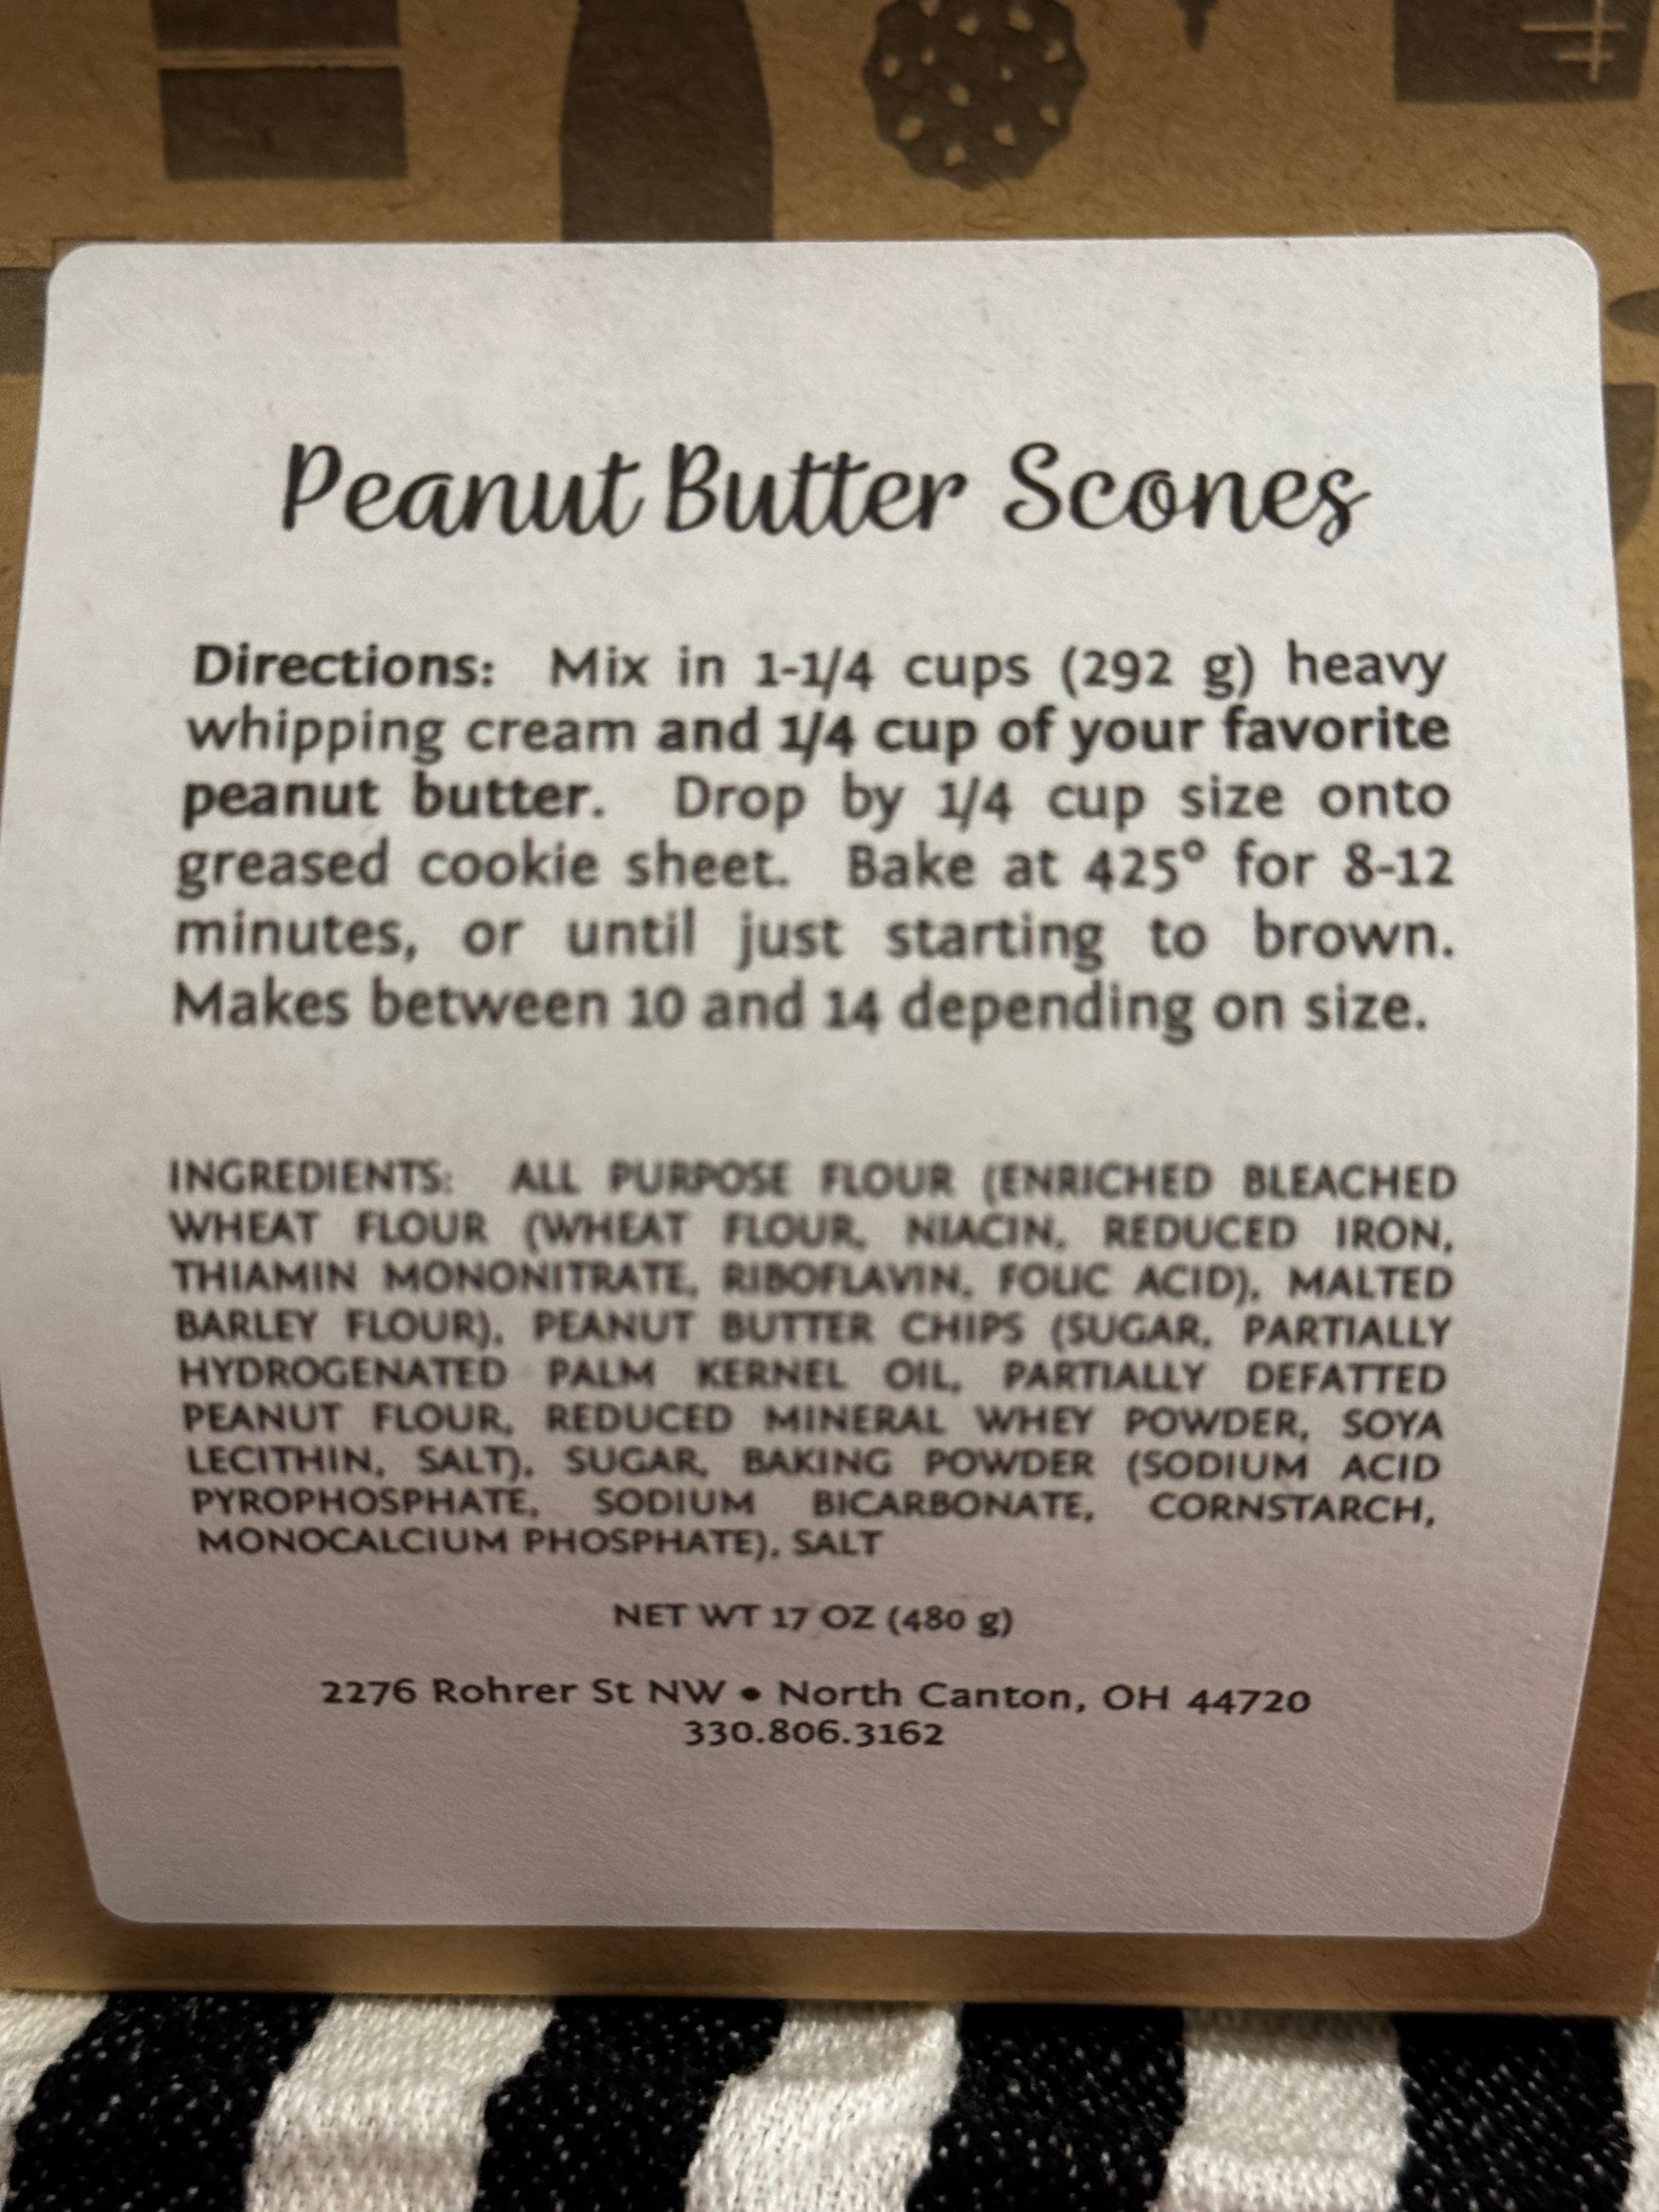 Peanut Butter Scones
Directions: Mix in 1-1/4 cups (292 g) heavy
whipping cream and 1/4 cup of your favorite
peanut butter. Drop by 1/4 cup size onto
greased cookie sheet. Bake at 425° for 8-12
minutes, or until just starting to brown.
Makes between 10 and 14 depending on size.
INGREDIENTS: ALL PURPOSE FLOUR (ENRICHED BLEACHED
WHEAT FLOUR (WHEAT FLOUR, NIACIN, REDUCED IRON,
THIAMIN MONONITRATE, RIBOFLAVIN, FOLIC ACID), MALTED
BARLEY FLOUR), PEANUT BUTTER CHIPS (SUGAR, PARTIALLY
HYDROGENATED PALM KERNEL OIL, PARTIALLY DEFATTED
PEANUT FLOUR, REDUCED MINERAL WHEY POWDER, SOYA
LECITHIN, SALT), SUGAR, BAKING POWDER (SODIUM ACID
PYROPHOSPHATE, SODIUM BICARBONATE, CORNSTARCH,
MONOCALCIUM PHOSPHATE), SALT
NET WT 17 OZ (480 g)
2276 Rohrer St NW • North Canton, OH 44720
330.806.3162